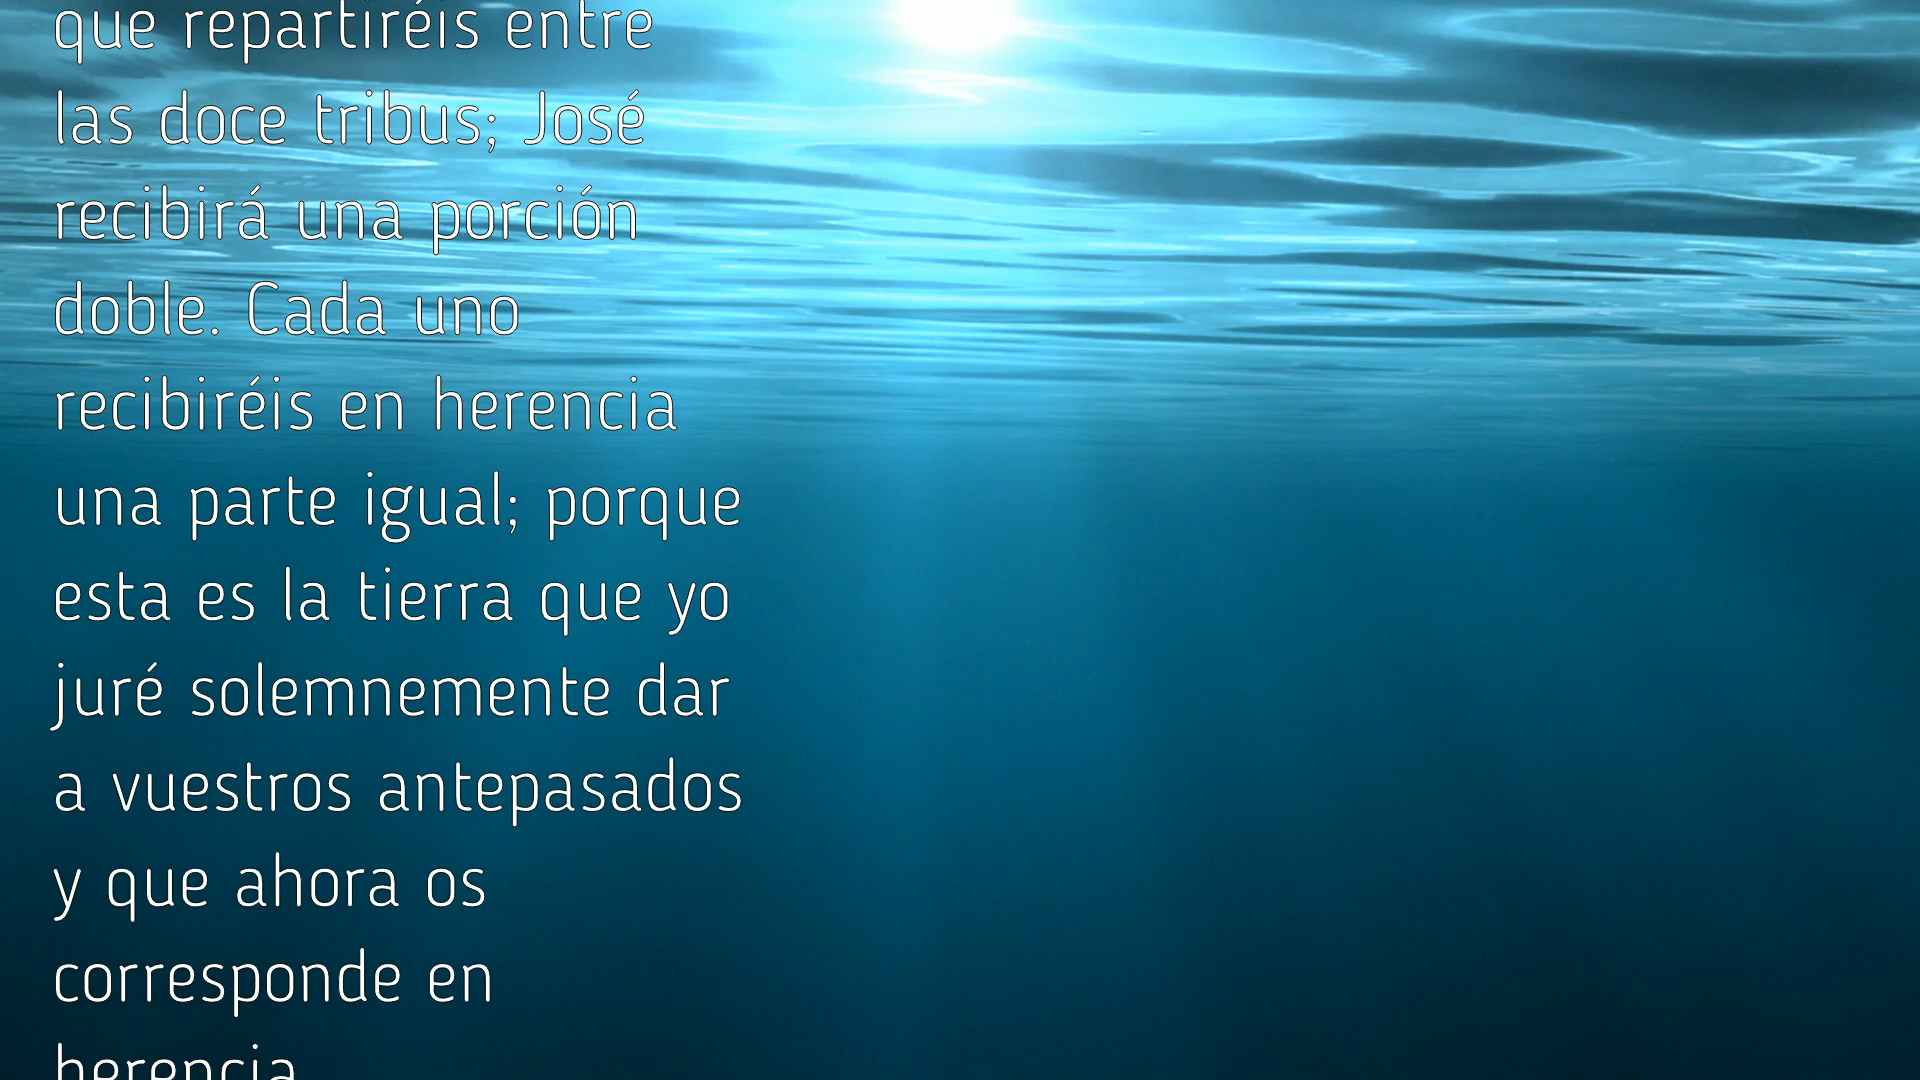 que repartiréis entre
las doce tribus; José
recibirá una porción
doble. Cada uno
recibiréis en herencia
una parte igual; porque
esta es la tierra que yo
juré solemnemente dar
a vuestros antepasados
y que ahora os
corresponde en
herencia